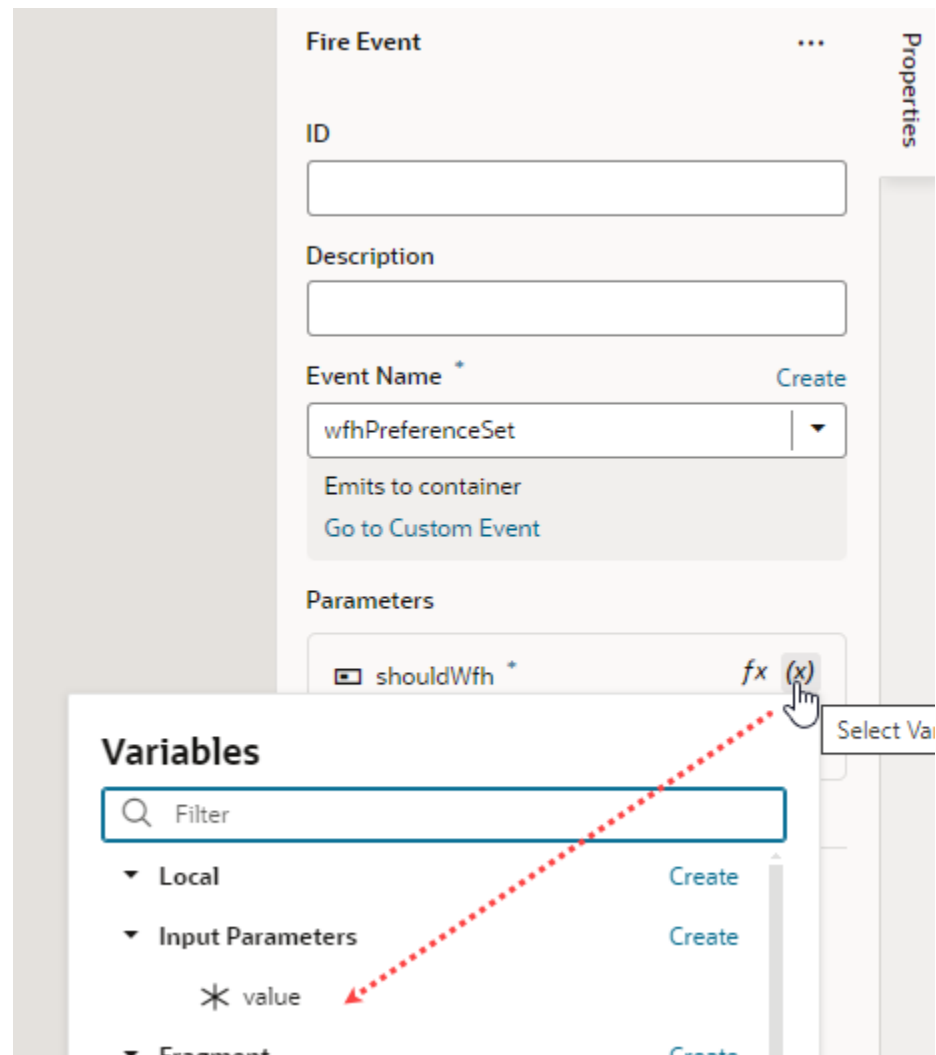 Fire Event
Properties
ID
Description
Event Name *
Create
wfhPreferenceSet
Emits to container
Go to Custom Event
Parameters
shouldWfh *
fx (x)
Select Var
Variables
Filter
Local
Create
Input Parameters
Create
value
Fragment
Create